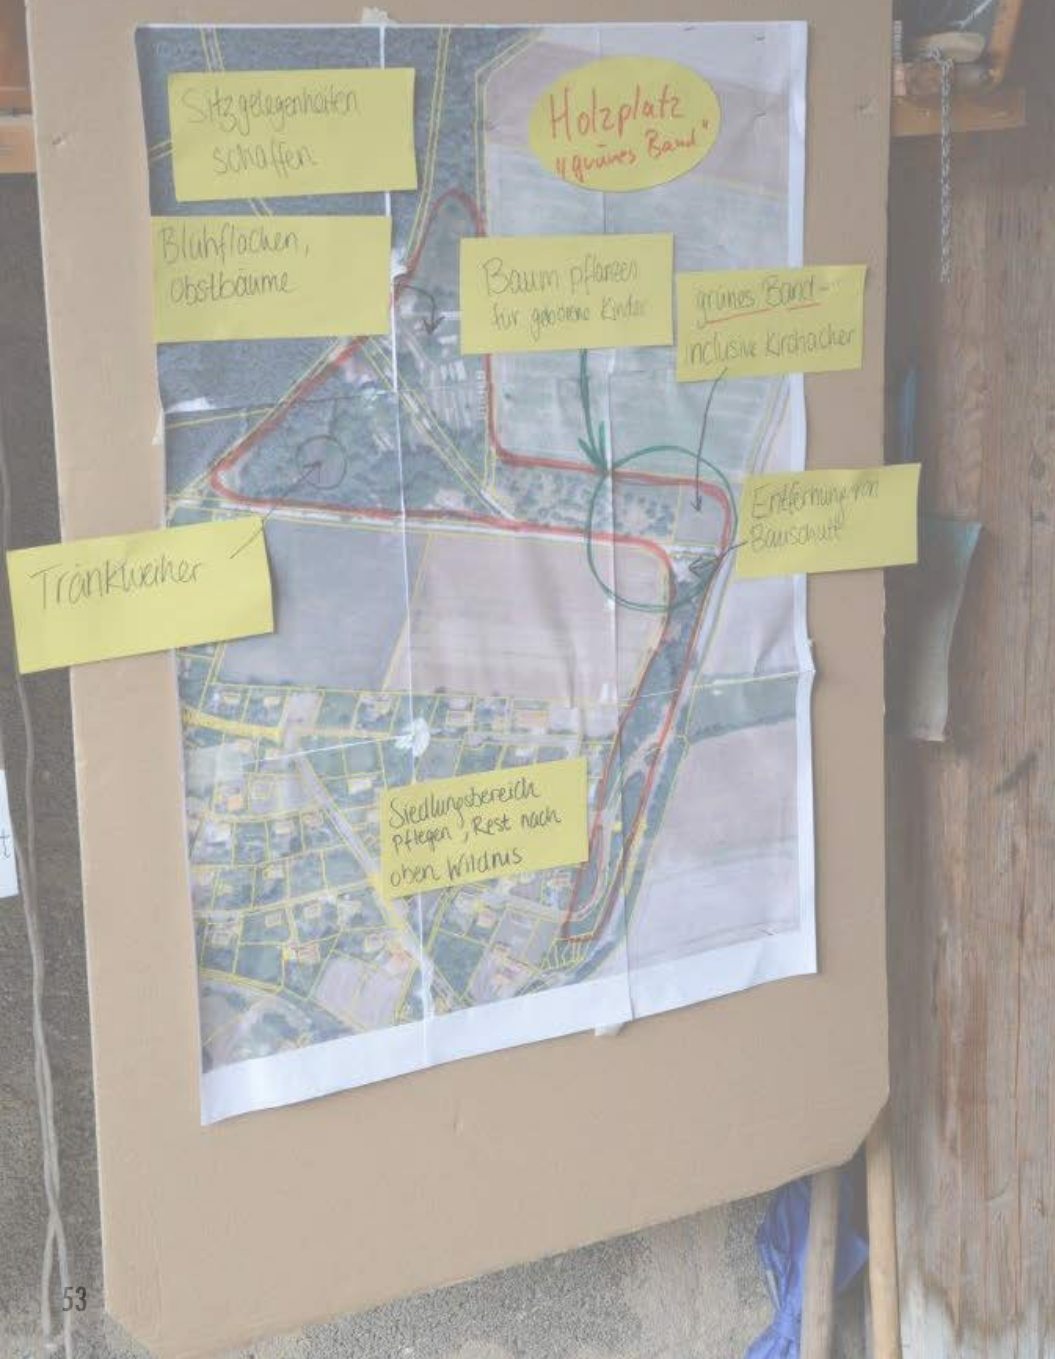 Sitzgelegenheiten
schaffen
Holzplatz
"grünes Band"
Blühflächen,
Obstbäume
Baum pflanzen
für geborene Kinder
grünes Band -
inclusive Kirchacker
Entfernung von
Bauschutt
Tränkweiher
Siedlungsbereich
pflegen, Rest nach
oben Wildnis
t
53